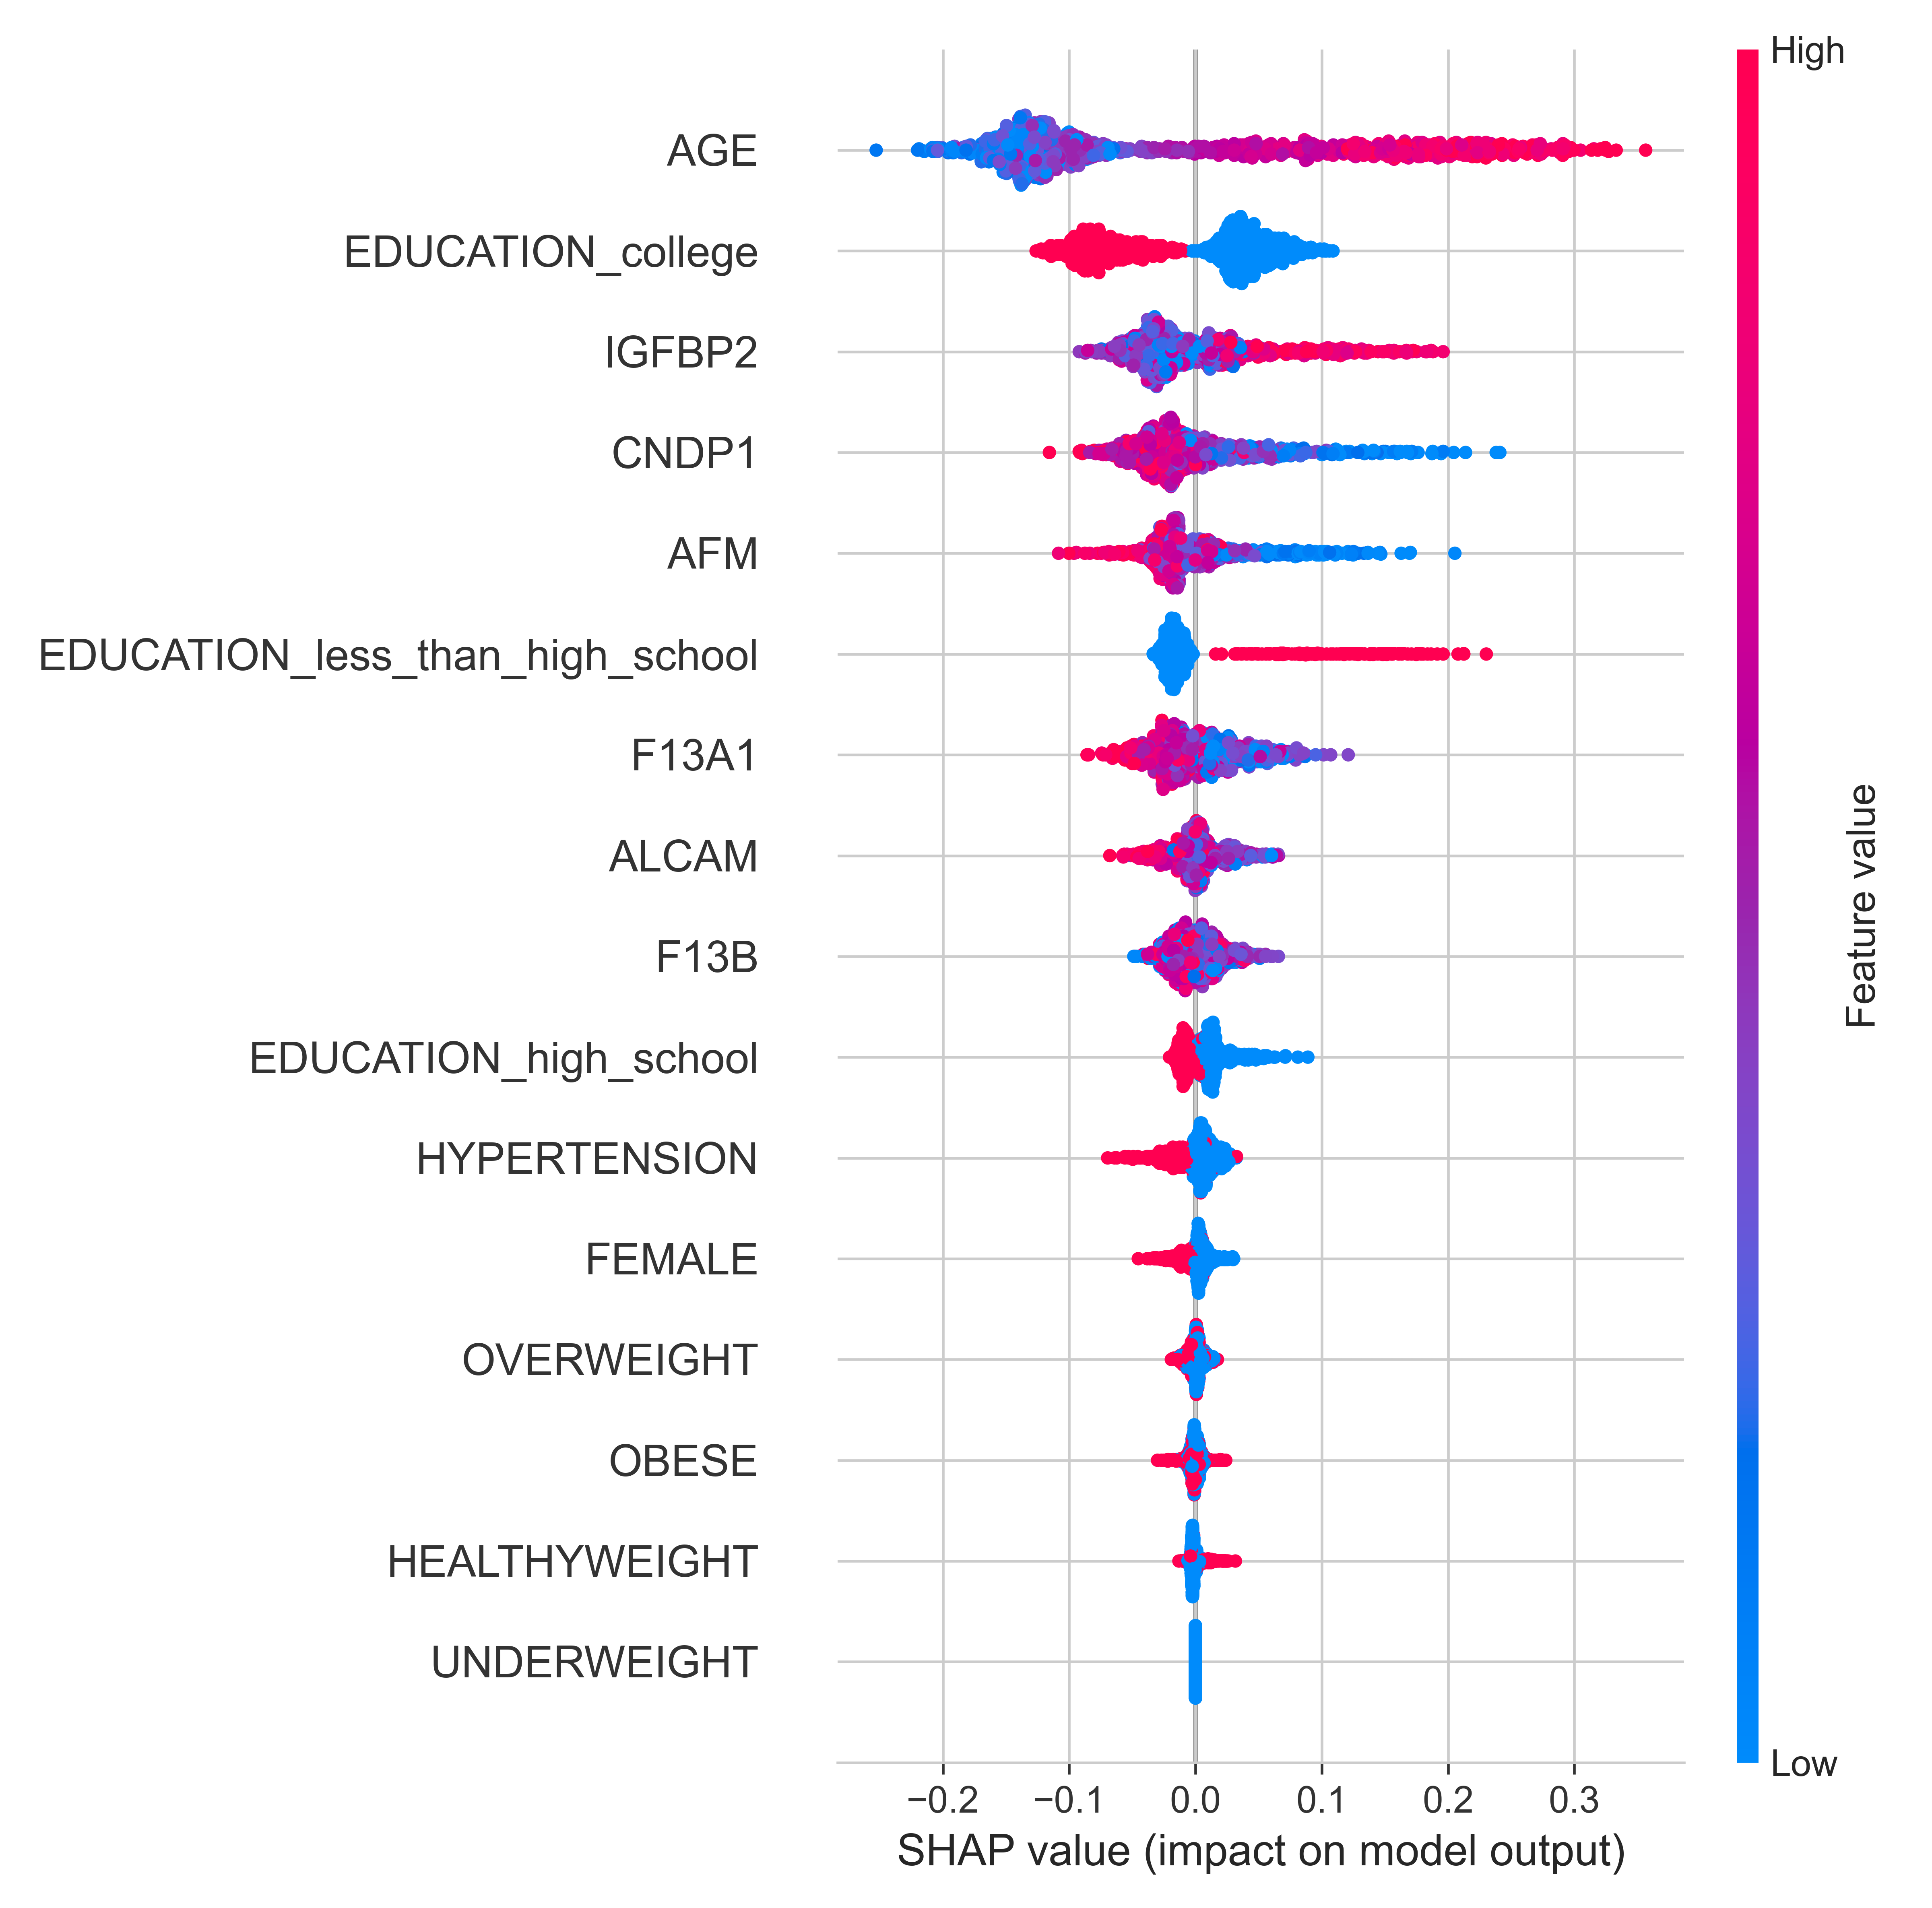 High
AGE
EDUCATION_college
IGFBP2
CNDP1
AFM
EDUCATION_less_than_high_school
F13A1
ALCAM
F13B
EDUCATION_high_school
HYPERTENSION
FEMALE
OVERWEIGHT
OBESE
HEALTHYWEIGHT
UNDERWEIGHT
Feature value
Low
−0.2 −0.1 0.0 0.1 0.2 0.3
SHAP value (impact on model output)